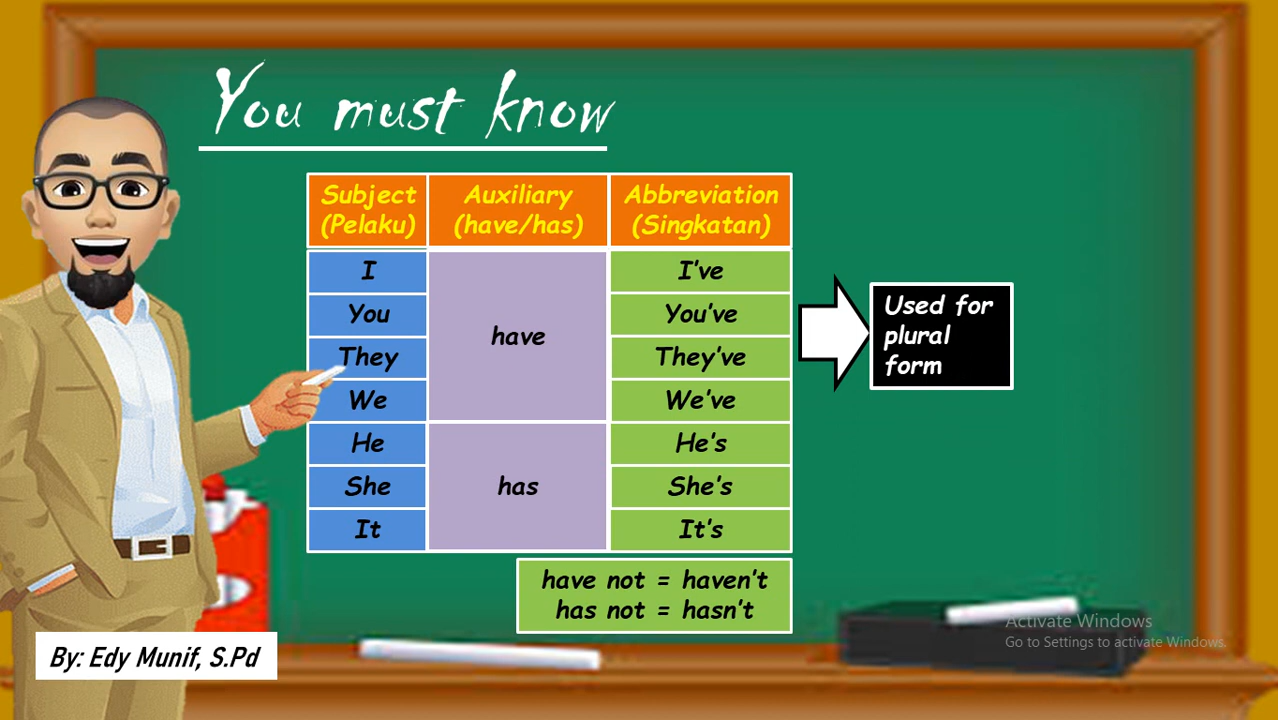 You must know
Subject
(Pelaku)
Auxiliary
(have/has)
Abbreviation
(Singkatan)
I
I've
You
You've
have
They
They've
We
We've
Used for
plural
form
He
He's
She
has
She's
It
It's
have not = haven't
has not = hasn't
Activate Windows
Go to Settings to activate Windows.
By: Edy Munif, S.Pd